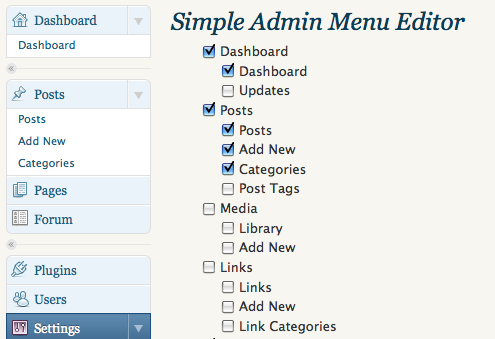 Dashboard
Dashboard
Posts
Posts
Add New
Categories
Pages
Forum
Plugins
Users
Settings
Simple Admin Menu Editor
Dashboard
Dashboard
Updates
Posts
Posts
Add New
Categories
Post Tags
Media
Library
Add New
Links
Links
Add New
Link Categories